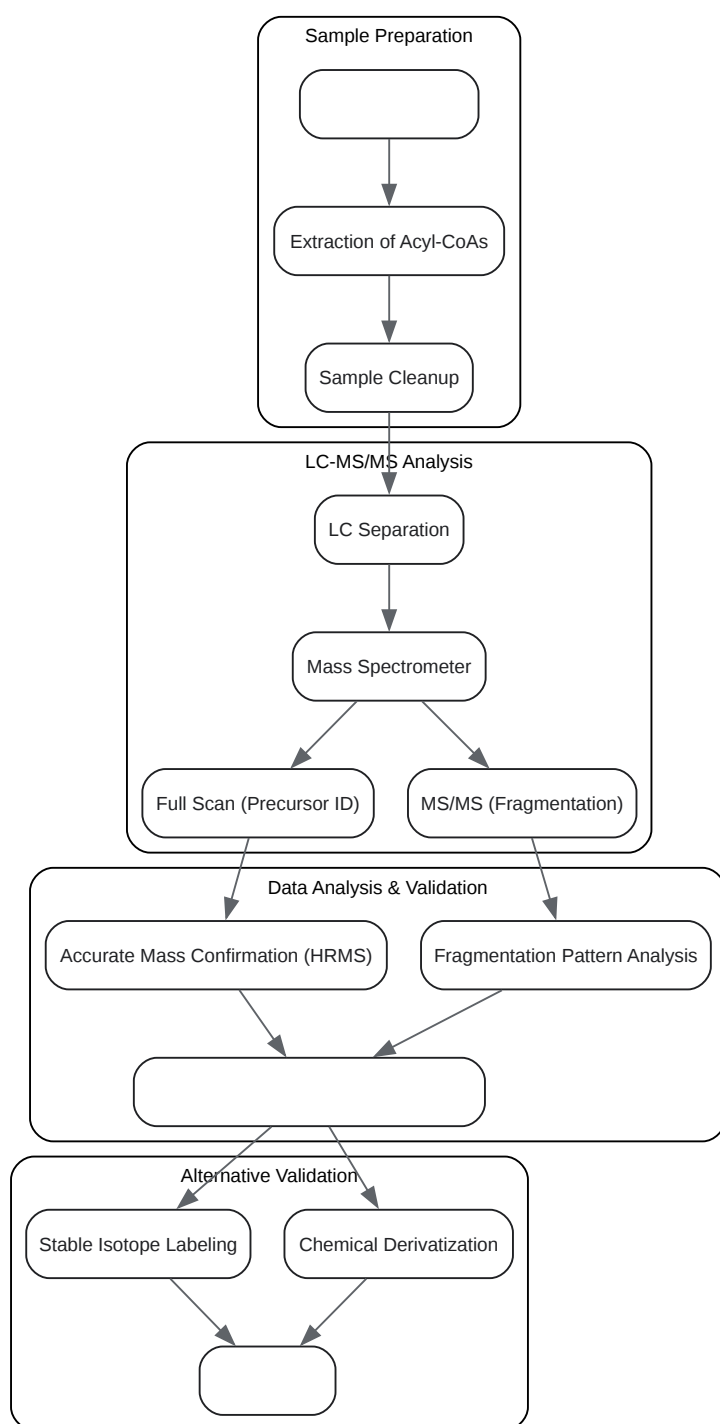 Sample Preparation
Extraction of Acyl-CoAs
Sample Cleanup
LC-MS/MS Analysis
LC Separation
Mass Spectrometer
Full Scan (Precursor ID)
MS/MS (Fragmentation)
Data Analysis & Validation
Accurate Mass Confirmation (HRMS)
Fragmentation Pattern Analysis
Alternative Validation
Stable Isotope Labeling
Chemical Derivatization